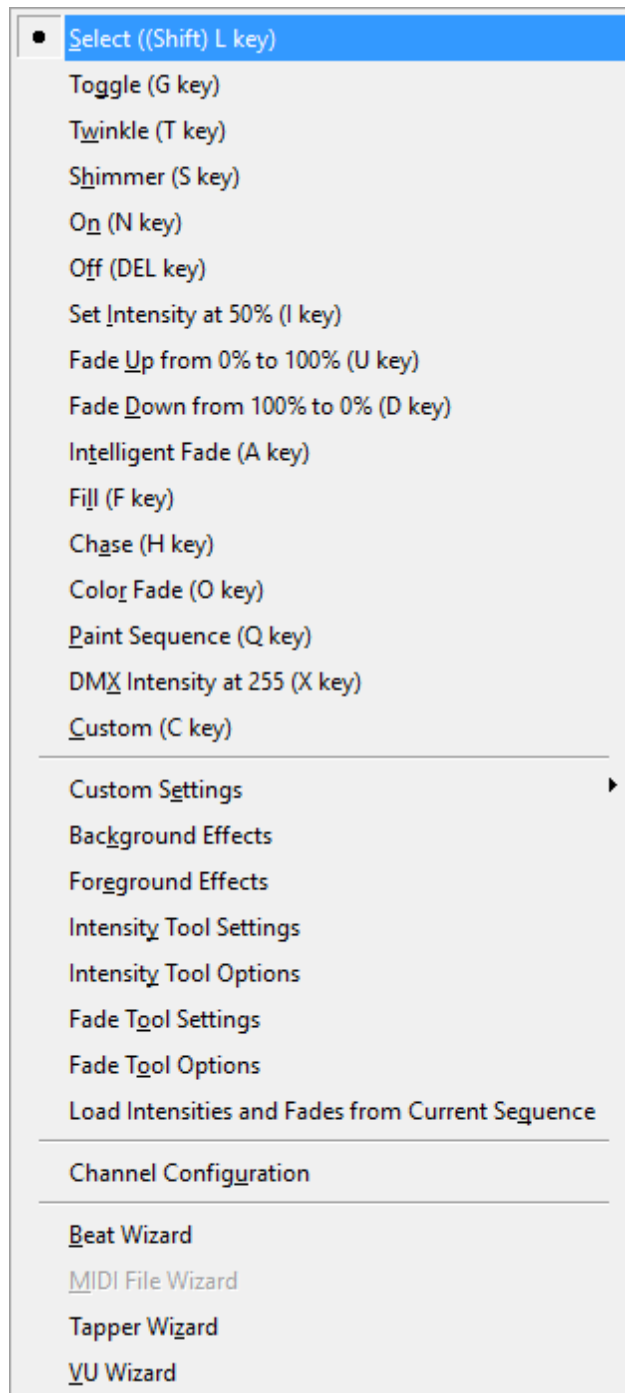 Select ((Shift) L key)
Toggle (G key)
Twinkle (T key)
Shimmer (S key)
On (N key)
Off (DEL key)
Set Intensity at 50% (I key)
Fade Up from 0% to 100% (U key)
Fade Down from 100% to 0% (D key)
Intelligent Fade (A key)
Fill (F key)
Chase (H key)
Color Fade (O key)
Paint Sequence (Q key)
DMX Intensity at 255 (X key)
Custom (C key)
Custom Settings
Background Effects
Foreground Effects
Intensity Tool Settings
Intensity Tool Options
Fade Tool Settings
Fade Tool Options
Load Intensities and Fades from Current Sequence
Channel Configuration
Beat Wizard
MIDI File Wizard
Tapper Wizard
VU Wizard